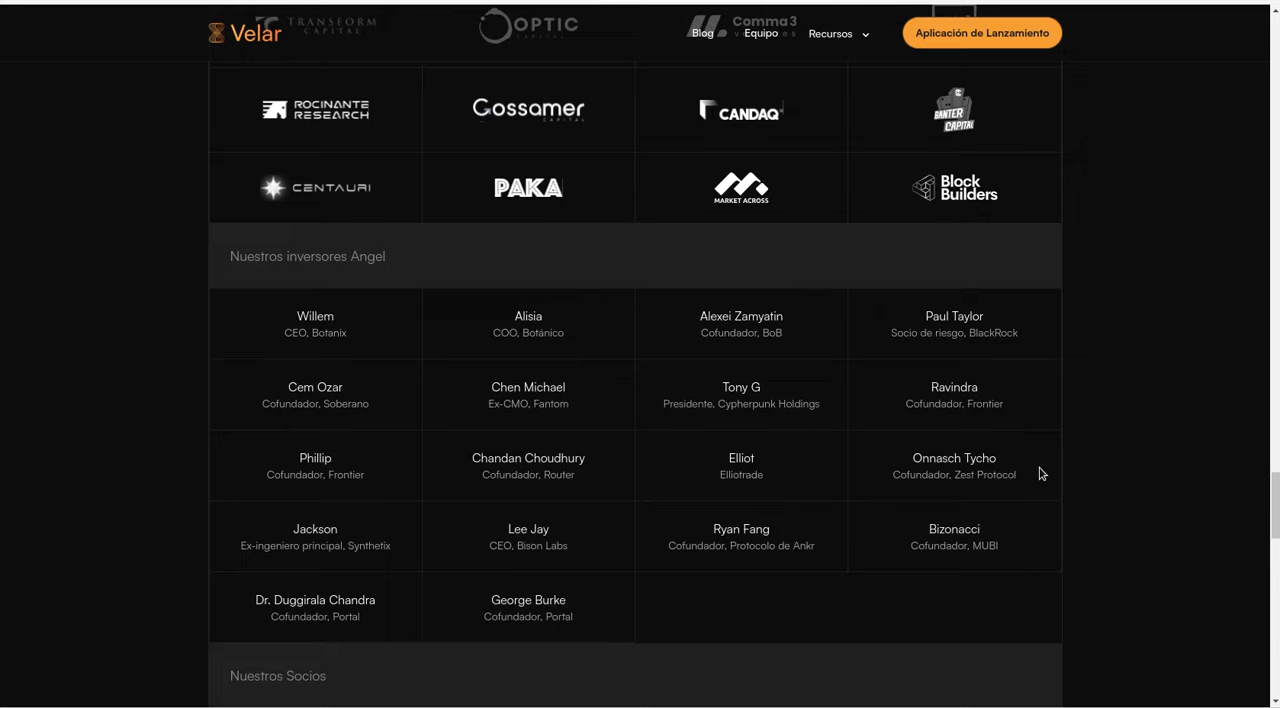 TRANSFORM
CAPITAL
OPTIC
CAPITAL
Comma3
Velar
Blog
Equipo
Recursos
Aplicación de Lanzamiento
ROCINANTE
RESEARCH
Gossamer
CAPITAL
CANDAQ
BANTER
CAPITAL
CENTAURI
PAKA
MARKET ACROSS
Block
Builders
Nuestros inversores Angel
Willem
CEO, Botanix
Alisia
COO, Botánico
Alexei Zamyatin
Cofundador, BoB
Paul Taylor
Socio de riesgo, BlackRock
Cem Ozar
Cofundador, Soberano
Chen Michael
Ex-CMO, Fantom
Tony G
Presidente, Cypherpunk Holdings
Ravindra
Cofundador, Frontier
Phillip
Cofundador, Frontier
Chandan Choudhury
Cofundador, Router
Elliot
Elliotrade
Onnasch Tycho
Cofundador, Zest Protocol
Jackson
Ex-ingeniero principal, Synthetix
Lee Jay
CEO, Bison Labs
Ryan Fang
Cofundador, Protocolo de Ankr
Bizonacci
Cofundador, MUBI
Dr. Duggirala Chandra
Cofundador, Portal
George Burke
Cofundador, Portal
Nuestros Socios